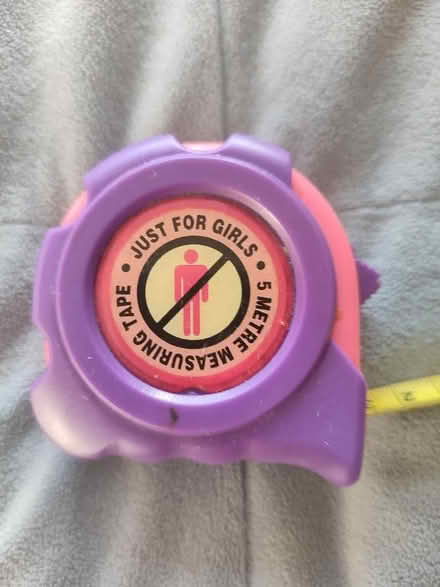 JUST FOR GIRLS
5 METRE MEASURING TAPE